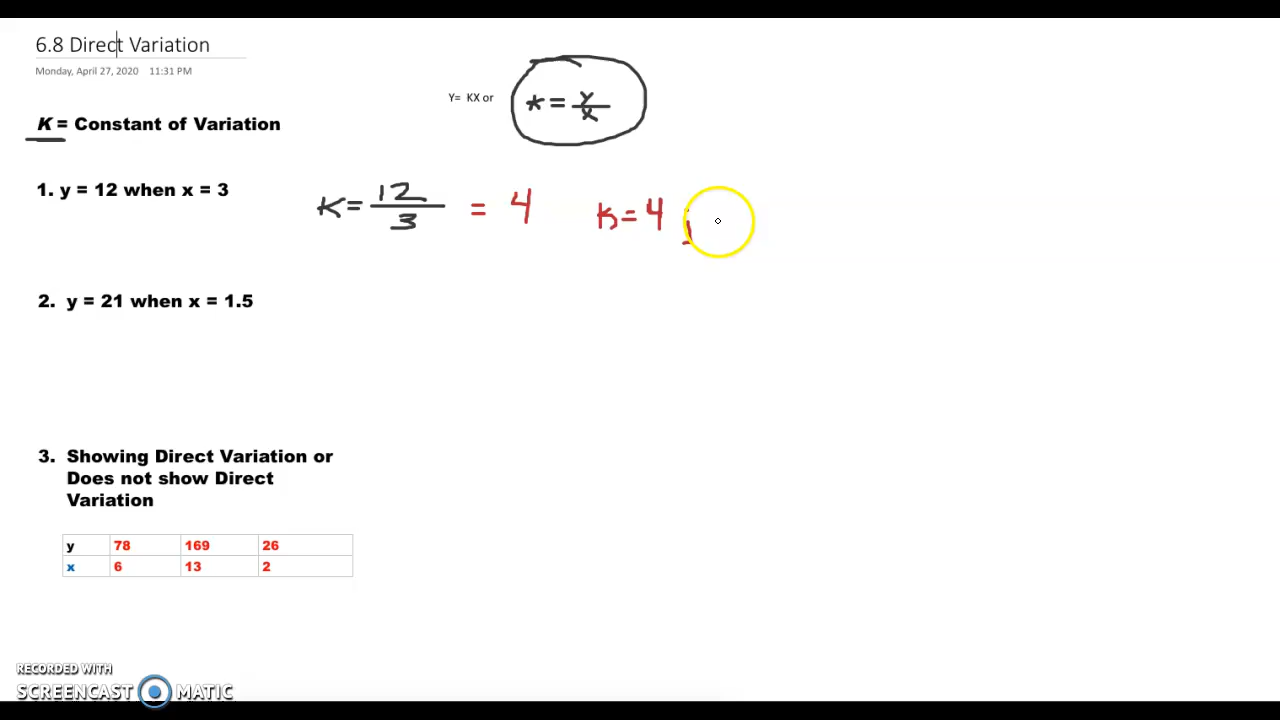 6.8 Direct Variation
Monday, April 27, 2020 11:31 PM
Y= KX or K = y/x
K = Constant of Variation
1. y = 12 when x = 3
K = 12/3 = 4 K = 4
2. y = 21 when x = 1.5
3. Showing Direct Variation or
Does not show Direct
Variation
y 78 169 26
x 6 13 2
RECORDED WITH
SCREENCAST MATIC